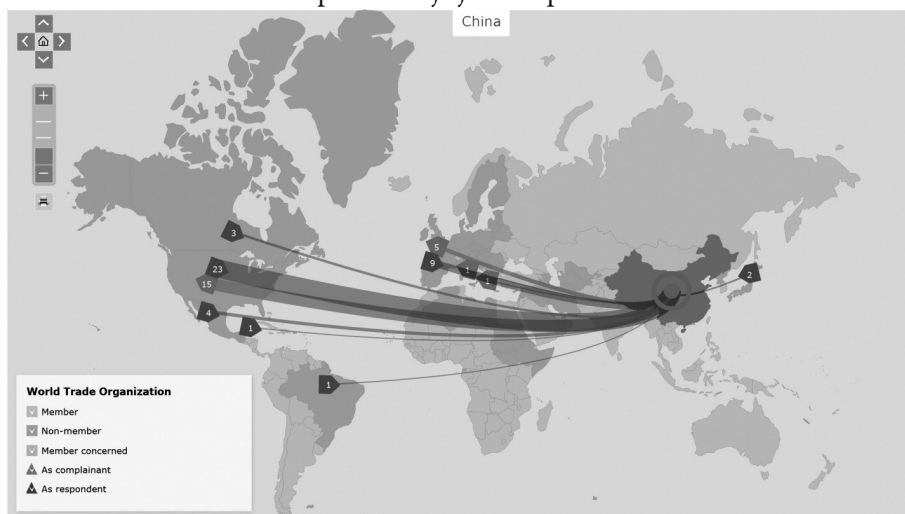 China
3
23
15
4
1
1
5
9
1
1
2
World Trade Organization
Member
Non-member
Member concerned
As complainant
As respondent